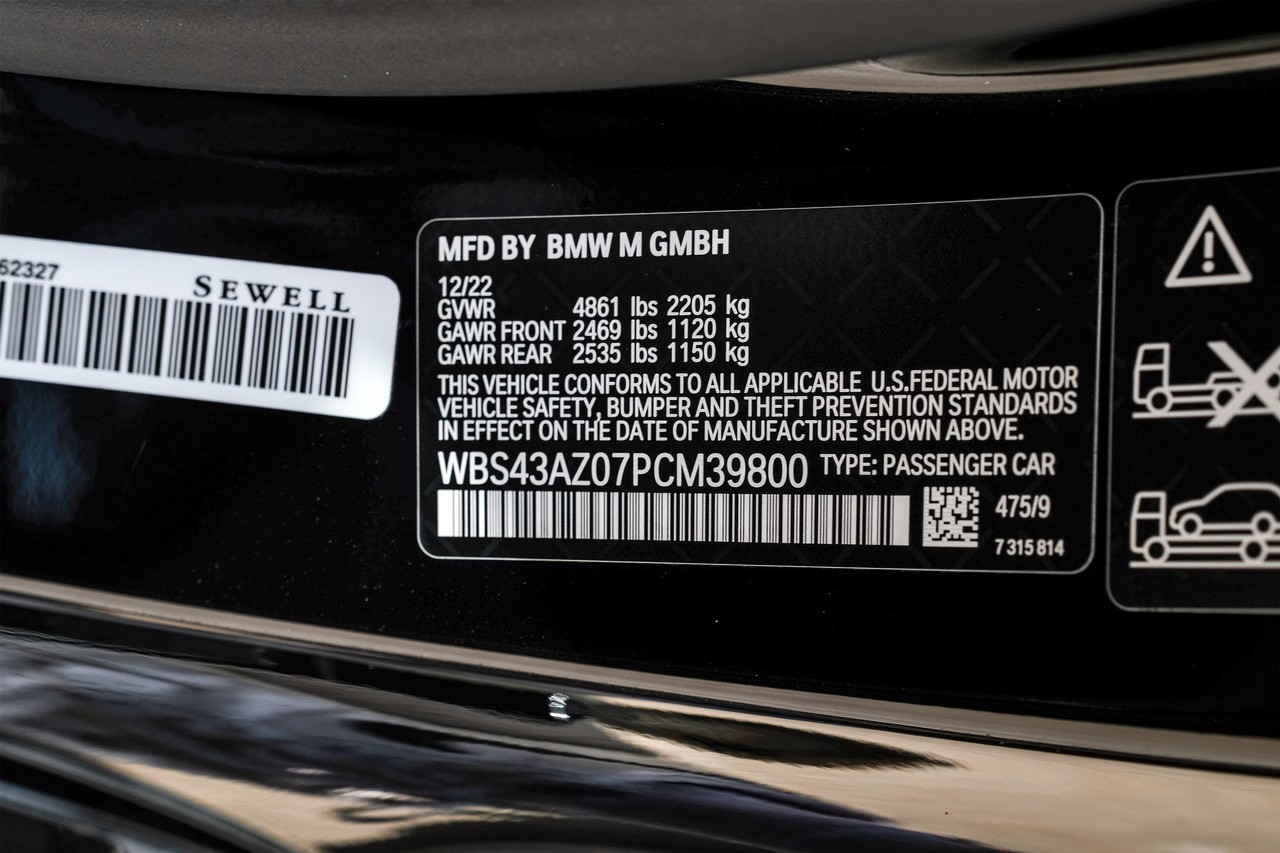 62327
SEWELL
MFD BY BMW M GMBH
12/22
GVWR 4861 lbs 2205 kg
GAWR FRONT 2469 lbs 1120 kg
GAWR REAR 2535 lbs 1150 kg
THIS VEHICLE CONFORMS TO ALL APPLICABLE U.S.FEDERAL MOTOR
VEHICLE SAFETY, BUMPER AND THEFT PREVENTION STANDARDS
IN EFFECT ON THE DATE OF MANUFACTURE SHOWN ABOVE.
WBS43AZ07PCM39800 TYPE: PASSENGER CAR
475/9
7 315 814